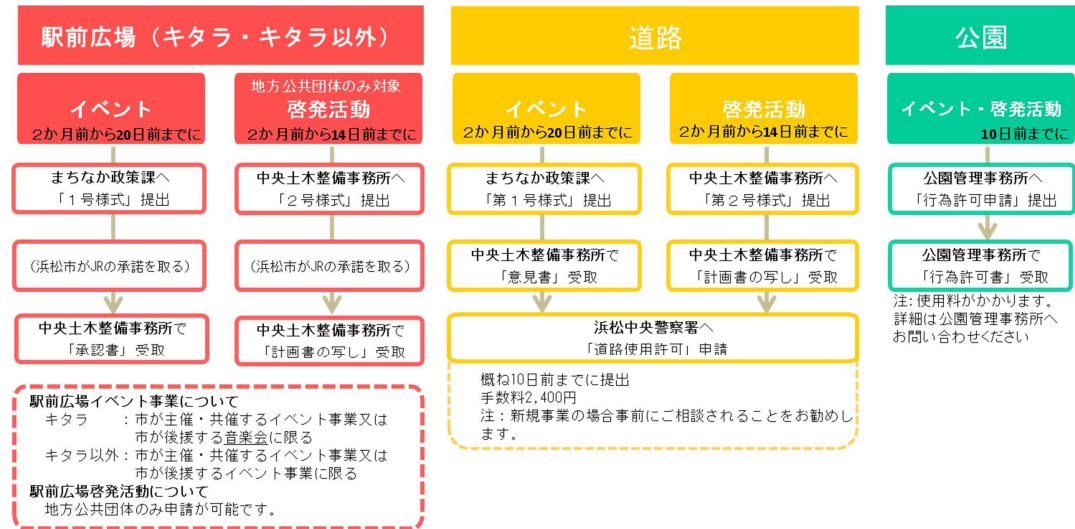 駅前広場（キタラ・キタラ以外）
イベント
2か月前から20日前までに
まちなか政策課へ
「1号様式」提出
(浜松市がJRの承諾を取る)
中央土木整備事務所で
「承認書」受取
地方公共団体のみ対象
啓発活動
2か月前から14日前までに
中央土木整備事務所へ
「2号様式」提出
(浜松市がJRの承諾を取る)
中央土木整備事務所で
「計画書の写し」受取
駅前広場イベント事業について
キタラ　　：市が主催・共催するイベント事業又は
市が後援する音楽会に限る
キタラ以外：市が主催・共催するイベント事業又は
市が後援するイベント事業に限る
駅前広場啓発活動について
地方公共団体のみ申請が可能です。
道路
イベント
2か月前から20日前までに
まちなか政策課へ
「第1号様式」提出
中央土木整備事務所で
「意見書」受取
啓発活動
2か月前から14日前までに
中央土木整備事務所へ
「第2号様式」提出
中央土木整備事務所で
「計画書の写し」受取
浜松中央警察署へ
「道路使用許可」申請
概ね10日前までに提出
手数料2,400円
注：新規事業の場合事前にご相談されることをお勧めし
ます。
公園
イベント・啓発活動
10日前までに
公園管理事務所へ
「行為許可申請」提出
公園管理事務所で
「行為許可書」受取
注:使用料がかかります。
詳細は公園管理事務所へ
お問い合わせください